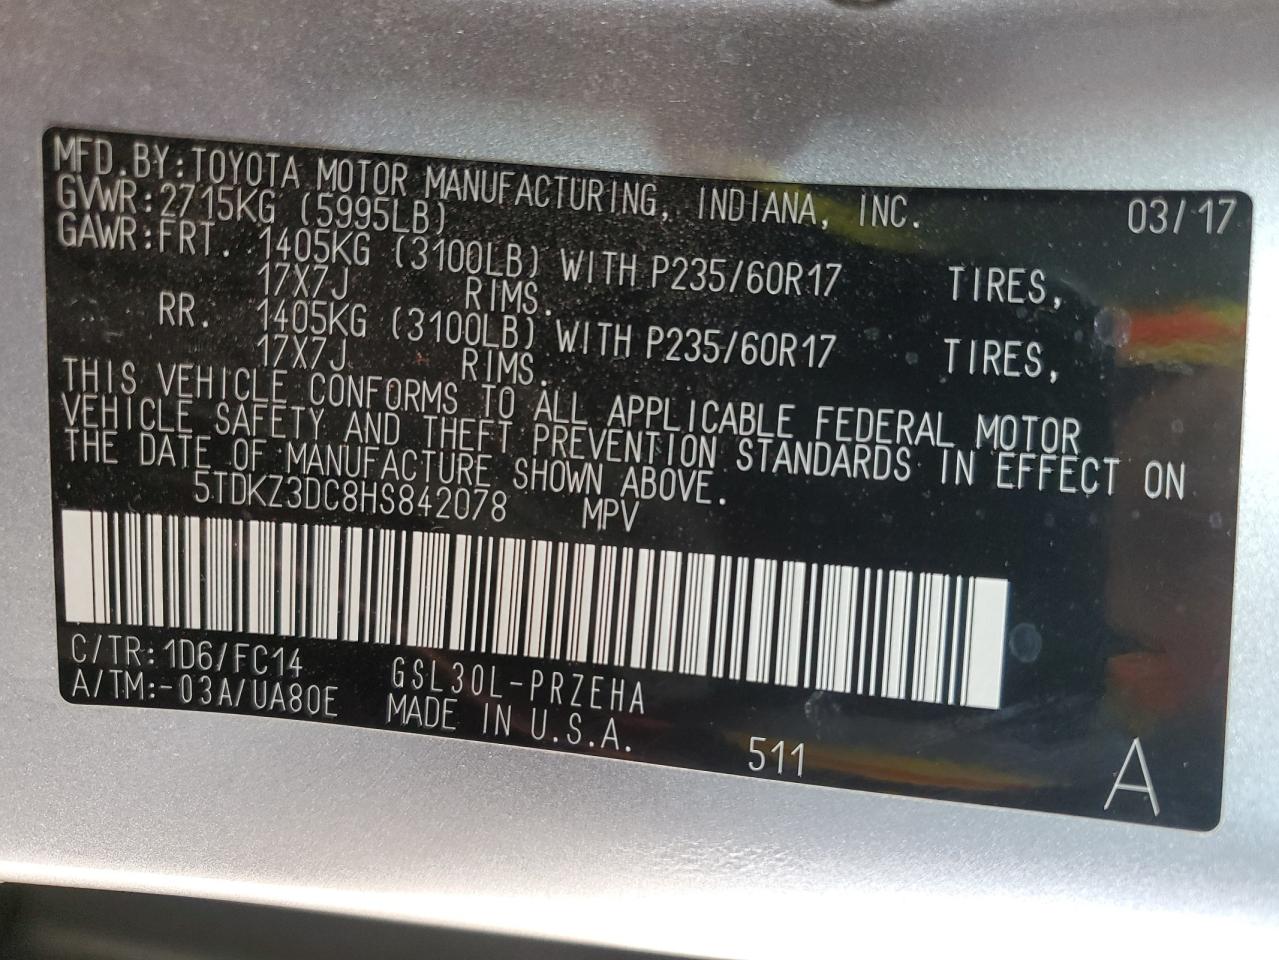 MFD.BY:TOYOTA MOTOR MANUFACTURING, INDIANA, INC. 03/17
GVWR:2715KG (5995LB)
GAWR:FRT. 1405KG (3100LB) WITH P235/60R17 TIRES,
17X7J RIMS.
RR. 1405KG (3100LB) WITH P235/60R17 TIRES,
17X7J RIMS.
THIS VEHICLE CONFORMS TO ALL APPLICABLE FEDERAL MOTOR
VEHICLE SAFETY AND THEFT PREVENTION STANDARDS IN EFFECT ON
THE DATE OF MANUFACTURE SHOWN ABOVE.
5TDKZ3DC8HS842078 MPV
C/TR:1D6/FC14 GSL30L-PRZEHA
A/TM:-03A/UA80E MADE IN U.S.A.
511
A